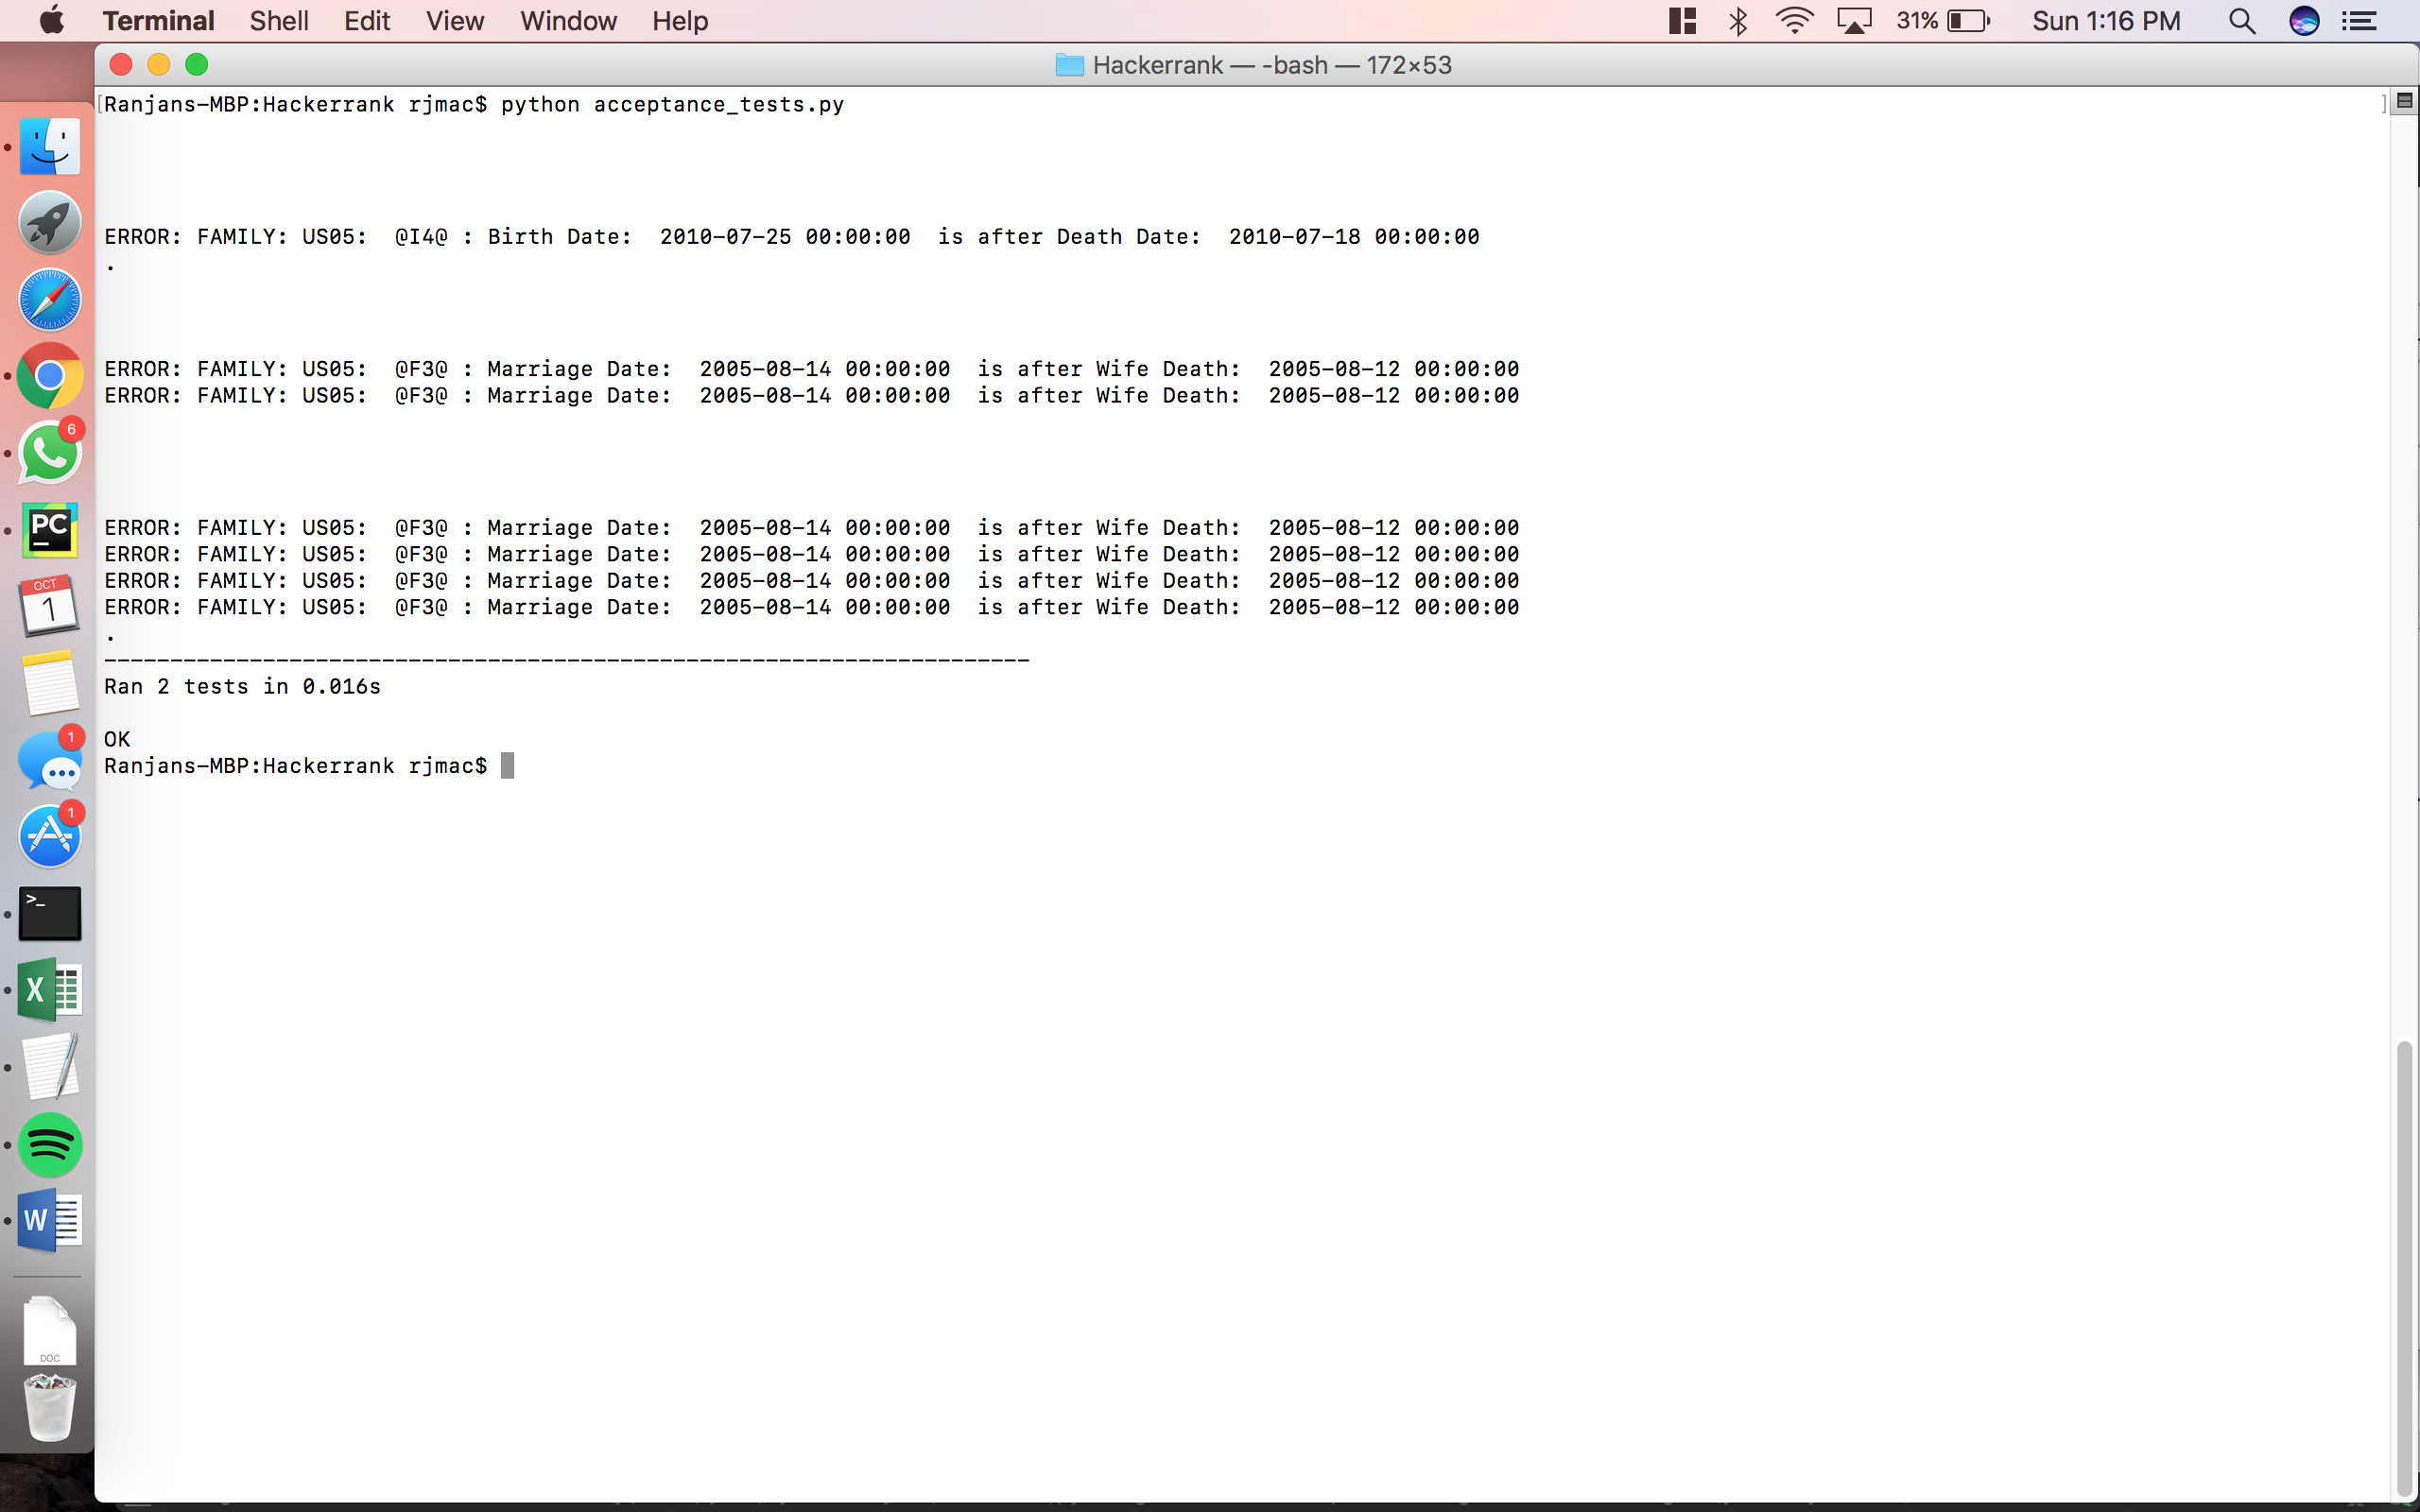 Terminal Shell Edit View Window Help 31% Sun 1:16 PM
Hackerrank — -bash — 172×53
[Ranjans-MBP:Hackerrank rjmac$ python acceptance_tests.py ]
ERROR: FAMILY: US05:  @I4@ : Birth Date:  2010-07-25 00:00:00  is after Death Date:  2010-07-18 00:00:00
.
ERROR: FAMILY: US05:  @F3@ : Marriage Date:  2005-08-14 00:00:00  is after Wife Death:  2005-08-12 00:00:00
ERROR: FAMILY: US05:  @F3@ : Marriage Date:  2005-08-14 00:00:00  is after Wife Death:  2005-08-12 00:00:00
ERROR: FAMILY: US05:  @F3@ : Marriage Date:  2005-08-14 00:00:00  is after Wife Death:  2005-08-12 00:00:00
ERROR: FAMILY: US05:  @F3@ : Marriage Date:  2005-08-14 00:00:00  is after Wife Death:  2005-08-12 00:00:00
ERROR: FAMILY: US05:  @F3@ : Marriage Date:  2005-08-14 00:00:00  is after Wife Death:  2005-08-12 00:00:00
ERROR: FAMILY: US05:  @F3@ : Marriage Date:  2005-08-14 00:00:00  is after Wife Death:  2005-08-12 00:00:00
.
----------------------------------------------------------------------
Ran 2 tests in 0.016s
OK
Ranjans-MBP:Hackerrank rjmac$
6
PC
OCT
1
1
1
>_
X
W
DOC